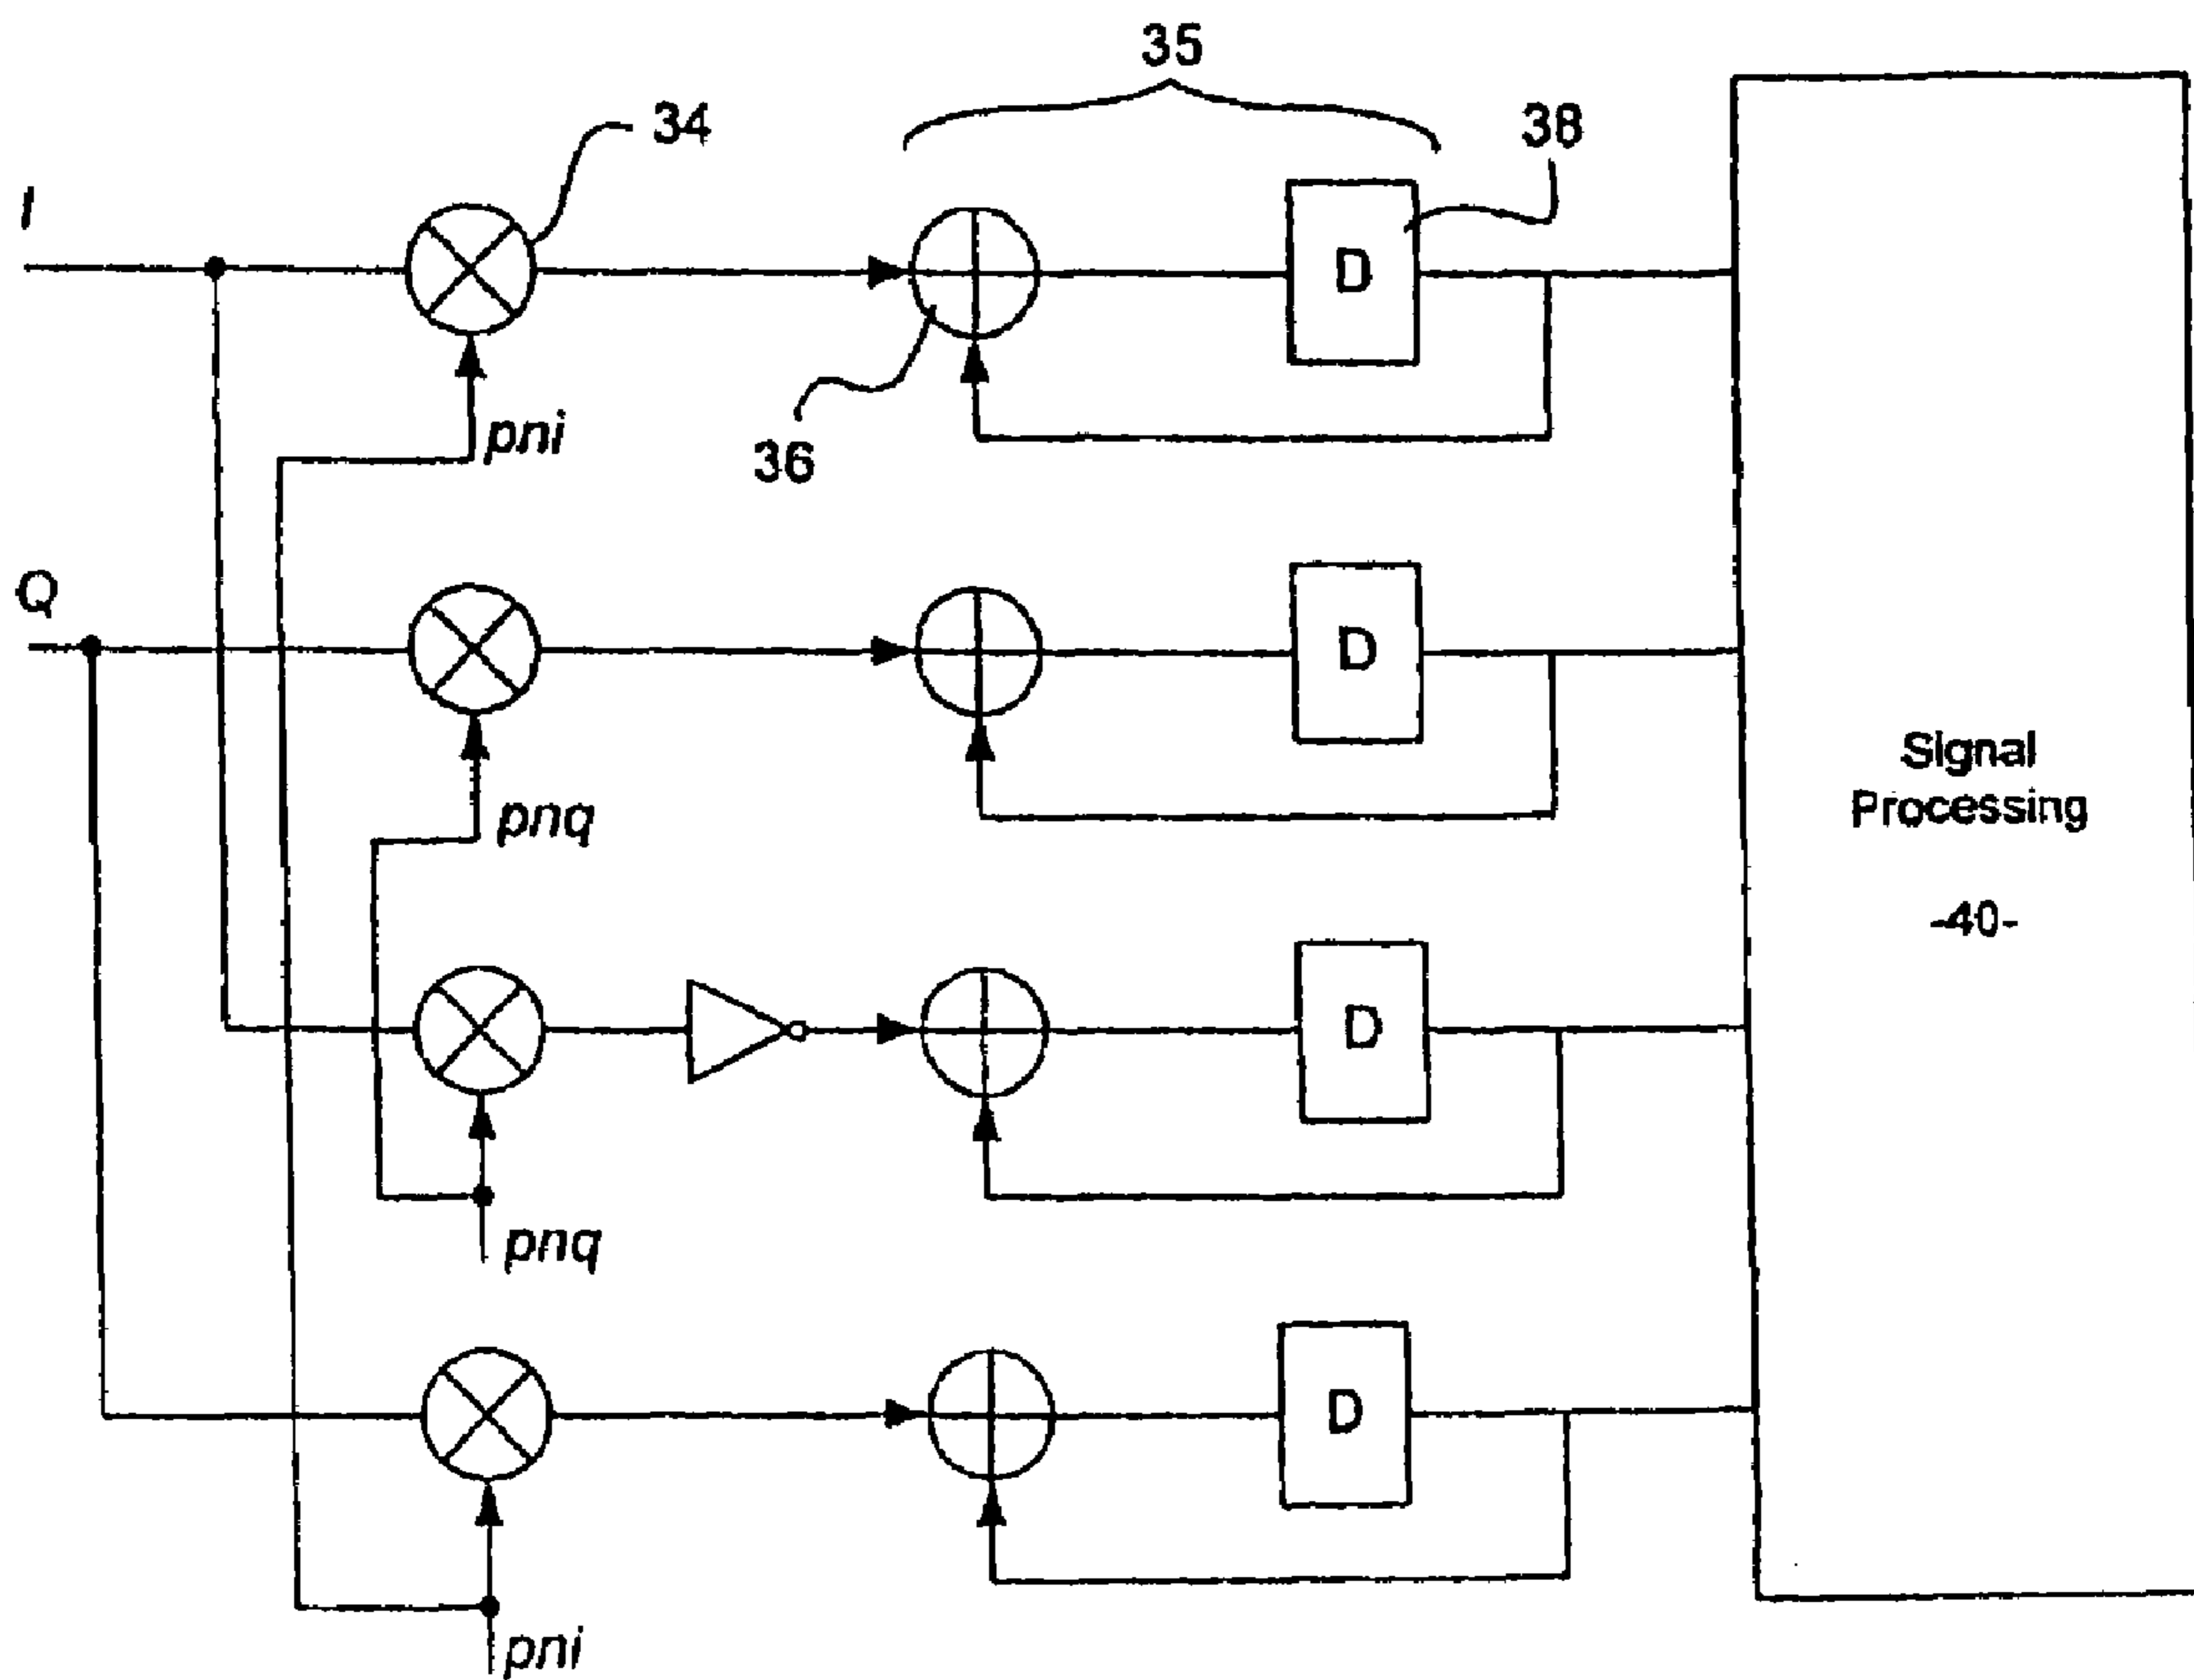 35
34
38
I
D
pni
36
Q
D
pnq
Signal
Processing
-40-
D
pnq
D
pni